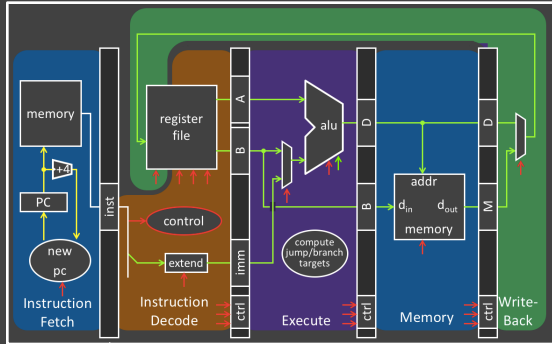 memory
+4
PC
new
pc
Instruction
Fetch
inst
register
file
control
extend
Instruction
Decode
A
B
imm
ctrl
alu
compute
jump/branch
targets
Execute
D
B
ctrl
addr
din
dout
memory
Memory
D
M
ctrl
Write-
Back